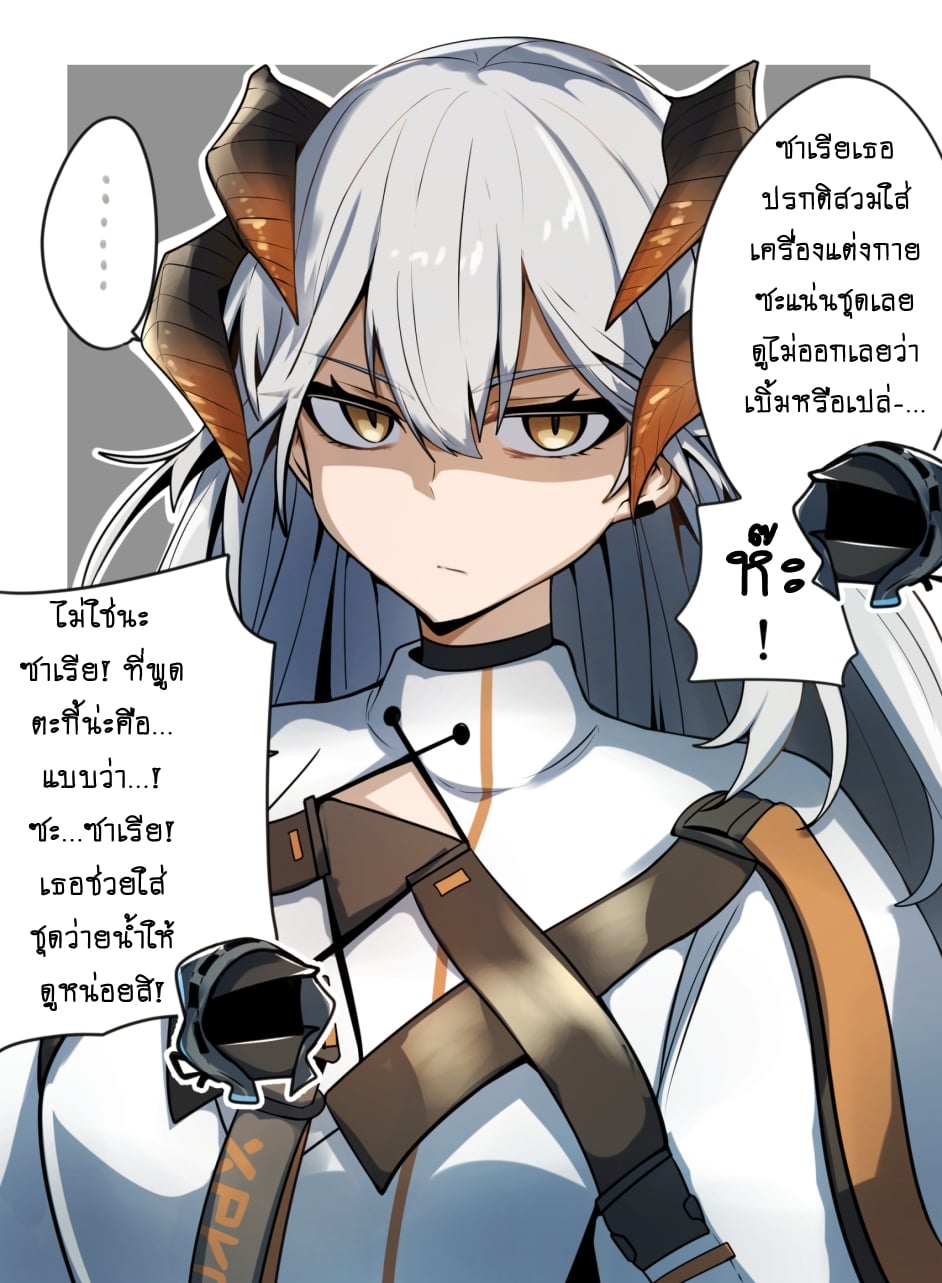 ซาเรียเธอ
ปรกติสวมใส่
เครื่องแต่งกาย
ซะแน่นชุดเลย
ดูไม่ออกเลยว่า
เบิ้มหรือเปล่-...
......
หื๊อะ
!
ไม่ใช่นะ
ซาเรีย! ที่พูด
ตะกี้น่ะคือ...
แบบว่า...!
ซะ...ซาเรีย!
เธอช่วยใส่
ชุดว่ายน้ำให้
ดูหน่อยสิ!